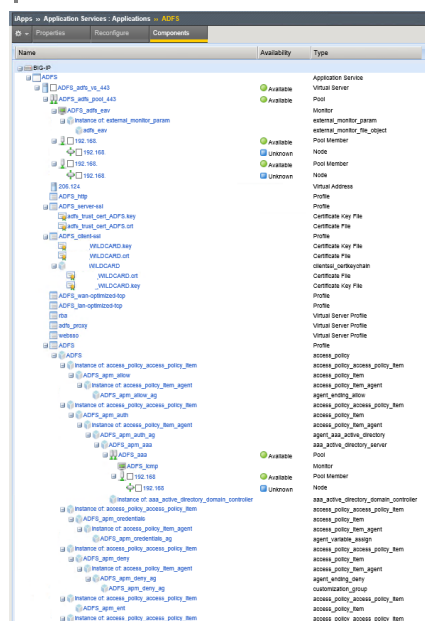 iApps » Application Services : Applications » ADFS
Properties Reconfigure Components
Name Availability Type
BIG-IP
ADFS Application Service
ADFS_adfs_vs_443 Available Virtual Server
ADFS_adfs_pool_443 Available Pool
ADFS_adfs_eav Monitor
Instance of: external_monitor_param external_monitor_param
adfs_eav external_monitor_file_object
192.168. Available Pool Member
192.168. Unknown Node
192.168. Available Pool Member
192.168. Unknown Node
206.124 Virtual Address
ADFS_http Profile
ADFS_server-ssl Profile
adfs_trust_cert_ADFS.key Certificate Key File
adfs_trust_cert_ADFS.crt Certificate File
ADFS_client-ssl Profile
_WILDCARD.key Certificate Key File
_WILDCARD.crt Certificate File
WILDCARD clientssl_certkeychain
_WILDCARD.crt Certificate File
_WILDCARD.key Certificate Key File
ADFS_wan-optimized-tcp Profile
ADFS_lan-optimized-tcp Profile
rba Virtual Server Profile
adfs_proxy Virtual Server Profile
websso Virtual Server Profile
ADFS Profile
ADFS access_policy
Instance of: access_policy_access_policy_item access_policy_access_policy_item
ADFS_apm_allow access_policy_item
Instance of: access_policy_item_agent access_policy_item_agent
ADFS_apm_allow_ag agent_ending_allow
Instance of: access_policy_access_policy_item access_policy_access_policy_item
ADFS_apm_auth access_policy_item
Instance of: access_policy_item_agent access_policy_item_agent
ADFS_apm_auth_ag agent_aaa_active_directory
ADFS_apm_aaa aaa_active_directory_server
ADFS_aaa Available Pool
ADFS_icmp Monitor
192.168 Available Pool Member
192.168 Unknown Node
Instance of: aaa_active_directory_domain_controller aaa_active_directory_domain_controller
Instance of: access_policy_access_policy_item access_policy_access_policy_item
ADFS_apm_credentials access_policy_item
Instance of: access_policy_item_agent access_policy_item_agent
ADFS_apm_credentials_ag agent_variable_assign
Instance of: access_policy_access_policy_item access_policy_access_policy_item
ADFS_apm_deny access_policy_item
Instance of: access_policy_item_agent access_policy_item_agent
ADFS_apm_deny_ag agent_ending_deny
ADFS_apm_deny_ag customization_group
Instance of: access_policy_access_policy_item access_policy_access_policy_item
ADFS_apm_ent access_policy_item
Instance of: access_policy_access_policy_item access_policy_access_policy_item